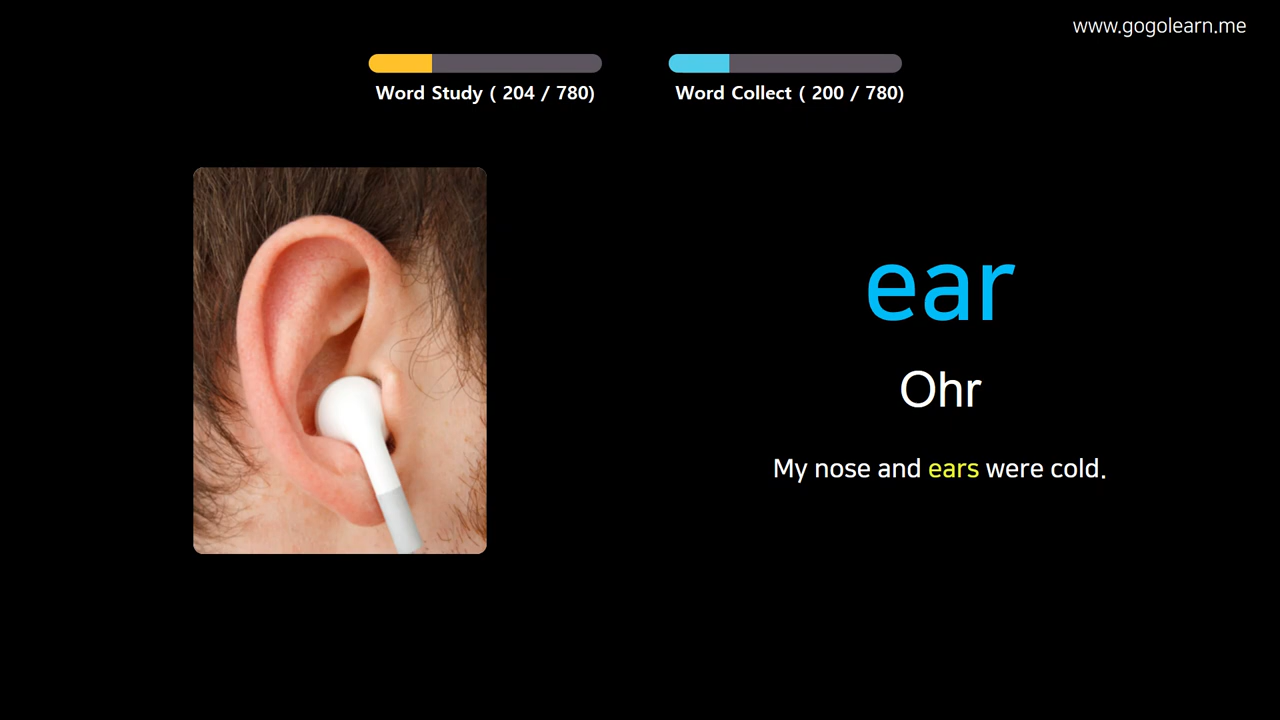 www.gogolearn.me
Word Study ( 204 / 780)
Word Collect ( 200 / 780)
ear
Ohr
My nose and ears were cold.